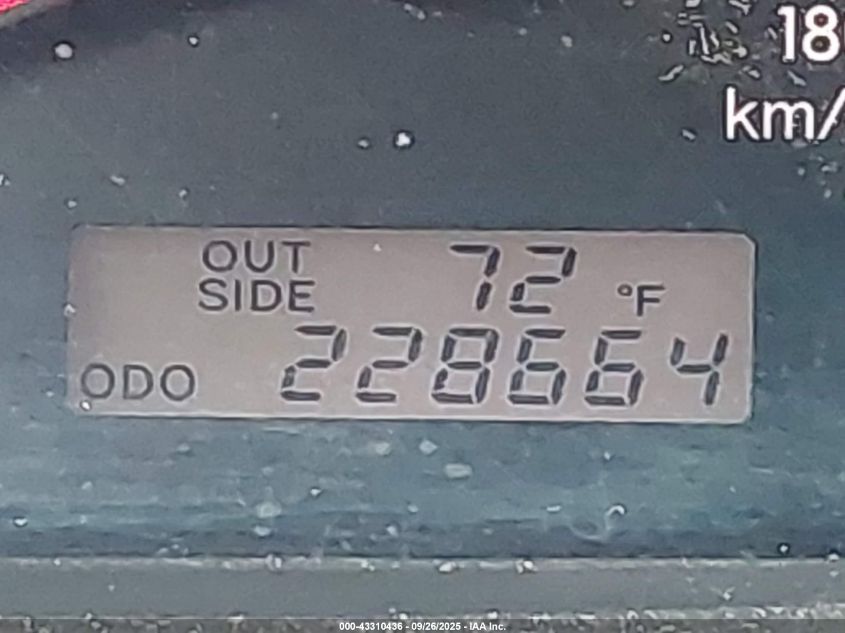 18
km/
OUT SIDE 72 °F
ODO 228664
000-43310436 - 09/26/2025 - IAA Inc.